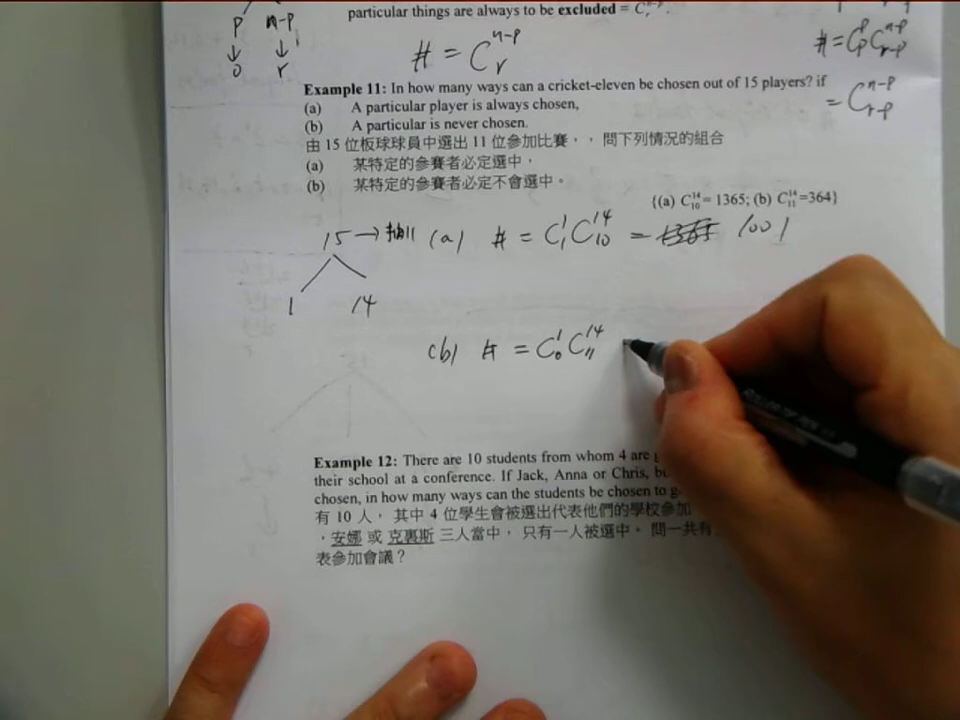 particular things are always to be excluded =
P n-p
↓ ↓
0 r
# = C^{n-p}_r
# = C^p_p C^{n-p}_{r-p}
= C^{n-p}_{r-p}
Example 11: In how many ways can a cricket-eleven be chosen out of 15 players? if
(a) A particular player is always chosen,
(b) A particular is never chosen.
由 15 位板球球員中選出 11 位參加比賽，，問下列情況的組合
(a) 某特定的參賽者必定選中，
(b) 某特定的參賽者必定不會選中。
{(a) C^{14}_{10} = 1365; (b) C^{14}_{11} =364}
15 → 抽11 (a) # = C^1_1 C^{14}_{10} = 1001
1 14
(b) # = C^1_0 C^{14}_{11}
Example 12: There are 10 students from whom 4 are
their school at a conference. If Jack, Anna or Chris,
chosen, in how many ways can the students be chosen to
有 10 人，其中 4 位學生會被選出代表他們的學校參加
，安娜 或 克裏斯 三人當中，只有一人被選中。問一共有
表參加會議？